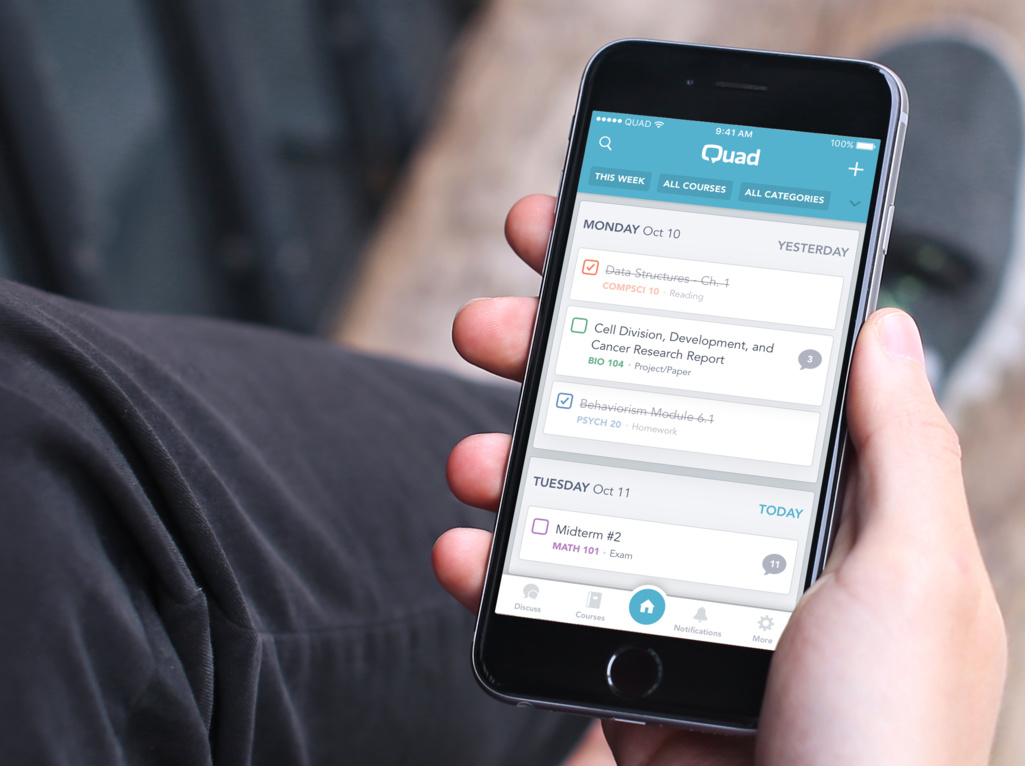 QUAD
9:41 AM
100%
Quad
THIS WEEK
ALL COURSES
ALL CATEGORIES
MONDAY Oct 10
YESTERDAY
Data Structures - Ch. 1
COMPSCI 10 · Reading
Cell Division, Development, and
Cancer Research Report
BIO 104 · Project/Paper
3
Behaviorism Module 6.1
PSYCH 20 · Homework
TUESDAY Oct 11
TODAY
Midterm #2
MATH 101 · Exam
11
Discuss
Courses
Notifications
More